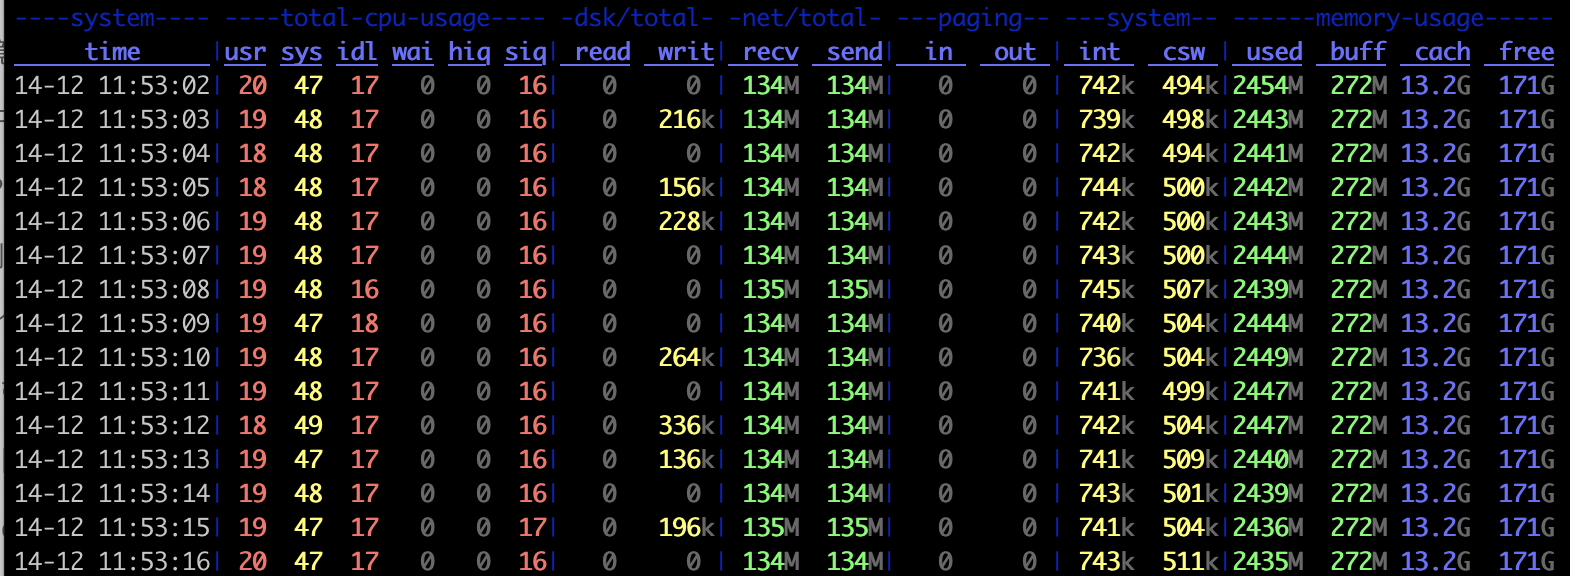 ----system---- ----total-cpu-usage---- -dsk/total- -net/total- ---paging-- ---system-- ------memory-usage-----
     time     |usr sys idl wai hiq siq| read  writ| recv  send|  in   out | int   csw | used  buff  cach  free
14-12 11:53:02| 20  47  17   0   0  16|   0     0 | 134M  134M|   0     0 | 742k  494k|2454M  272M 13.2G  171G
14-12 11:53:03| 19  48  17   0   0  16|   0   216k| 134M  134M|   0     0 | 739k  498k|2443M  272M 13.2G  171G
14-12 11:53:04| 18  48  17   0   0  16|   0     0 | 134M  134M|   0     0 | 742k  494k|2441M  272M 13.2G  171G
14-12 11:53:05| 18  48  17   0   0  16|   0   156k| 134M  134M|   0     0 | 744k  500k|2442M  272M 13.2G  171G
14-12 11:53:06| 19  48  17   0   0  16|   0   228k| 134M  134M|   0     0 | 742k  500k|2443M  272M 13.2G  171G
14-12 11:53:07| 19  48  17   0   0  16|   0     0 | 134M  134M|   0     0 | 743k  500k|2444M  272M 13.2G  171G
14-12 11:53:08| 19  48  16   0   0  16|   0     0 | 135M  135M|   0     0 | 745k  507k|2439M  272M 13.2G  171G
14-12 11:53:09| 19  47  18   0   0  16|   0     0 | 134M  134M|   0     0 | 740k  504k|2444M  272M 13.2G  171G
14-12 11:53:10| 19  48  17   0   0  16|   0   264k| 134M  134M|   0     0 | 736k  504k|2449M  272M 13.2G  171G
14-12 11:53:11| 19  48  17   0   0  16|   0     0 | 134M  134M|   0     0 | 741k  499k|2447M  272M 13.2G  171G
14-12 11:53:12| 18  49  17   0   0  16|   0   336k| 134M  134M|   0     0 | 742k  504k|2447M  272M 13.2G  171G
14-12 11:53:13| 19  47  17   0   0  16|   0   136k| 134M  134M|   0     0 | 741k  509k|2440M  272M 13.2G  171G
14-12 11:53:14| 19  48  17   0   0  16|   0     0 | 134M  134M|   0     0 | 743k  501k|2439M  272M 13.2G  171G
14-12 11:53:15| 19  47  17   0   0  17|   0   196k| 135M  135M|   0     0 | 741k  504k|2436M  272M 13.2G  171G
14-12 11:53:16| 20  47  17   0   0  16|   0     0 | 134M  134M|   0     0 | 743k  511k|2435M  272M 13.2G  171G